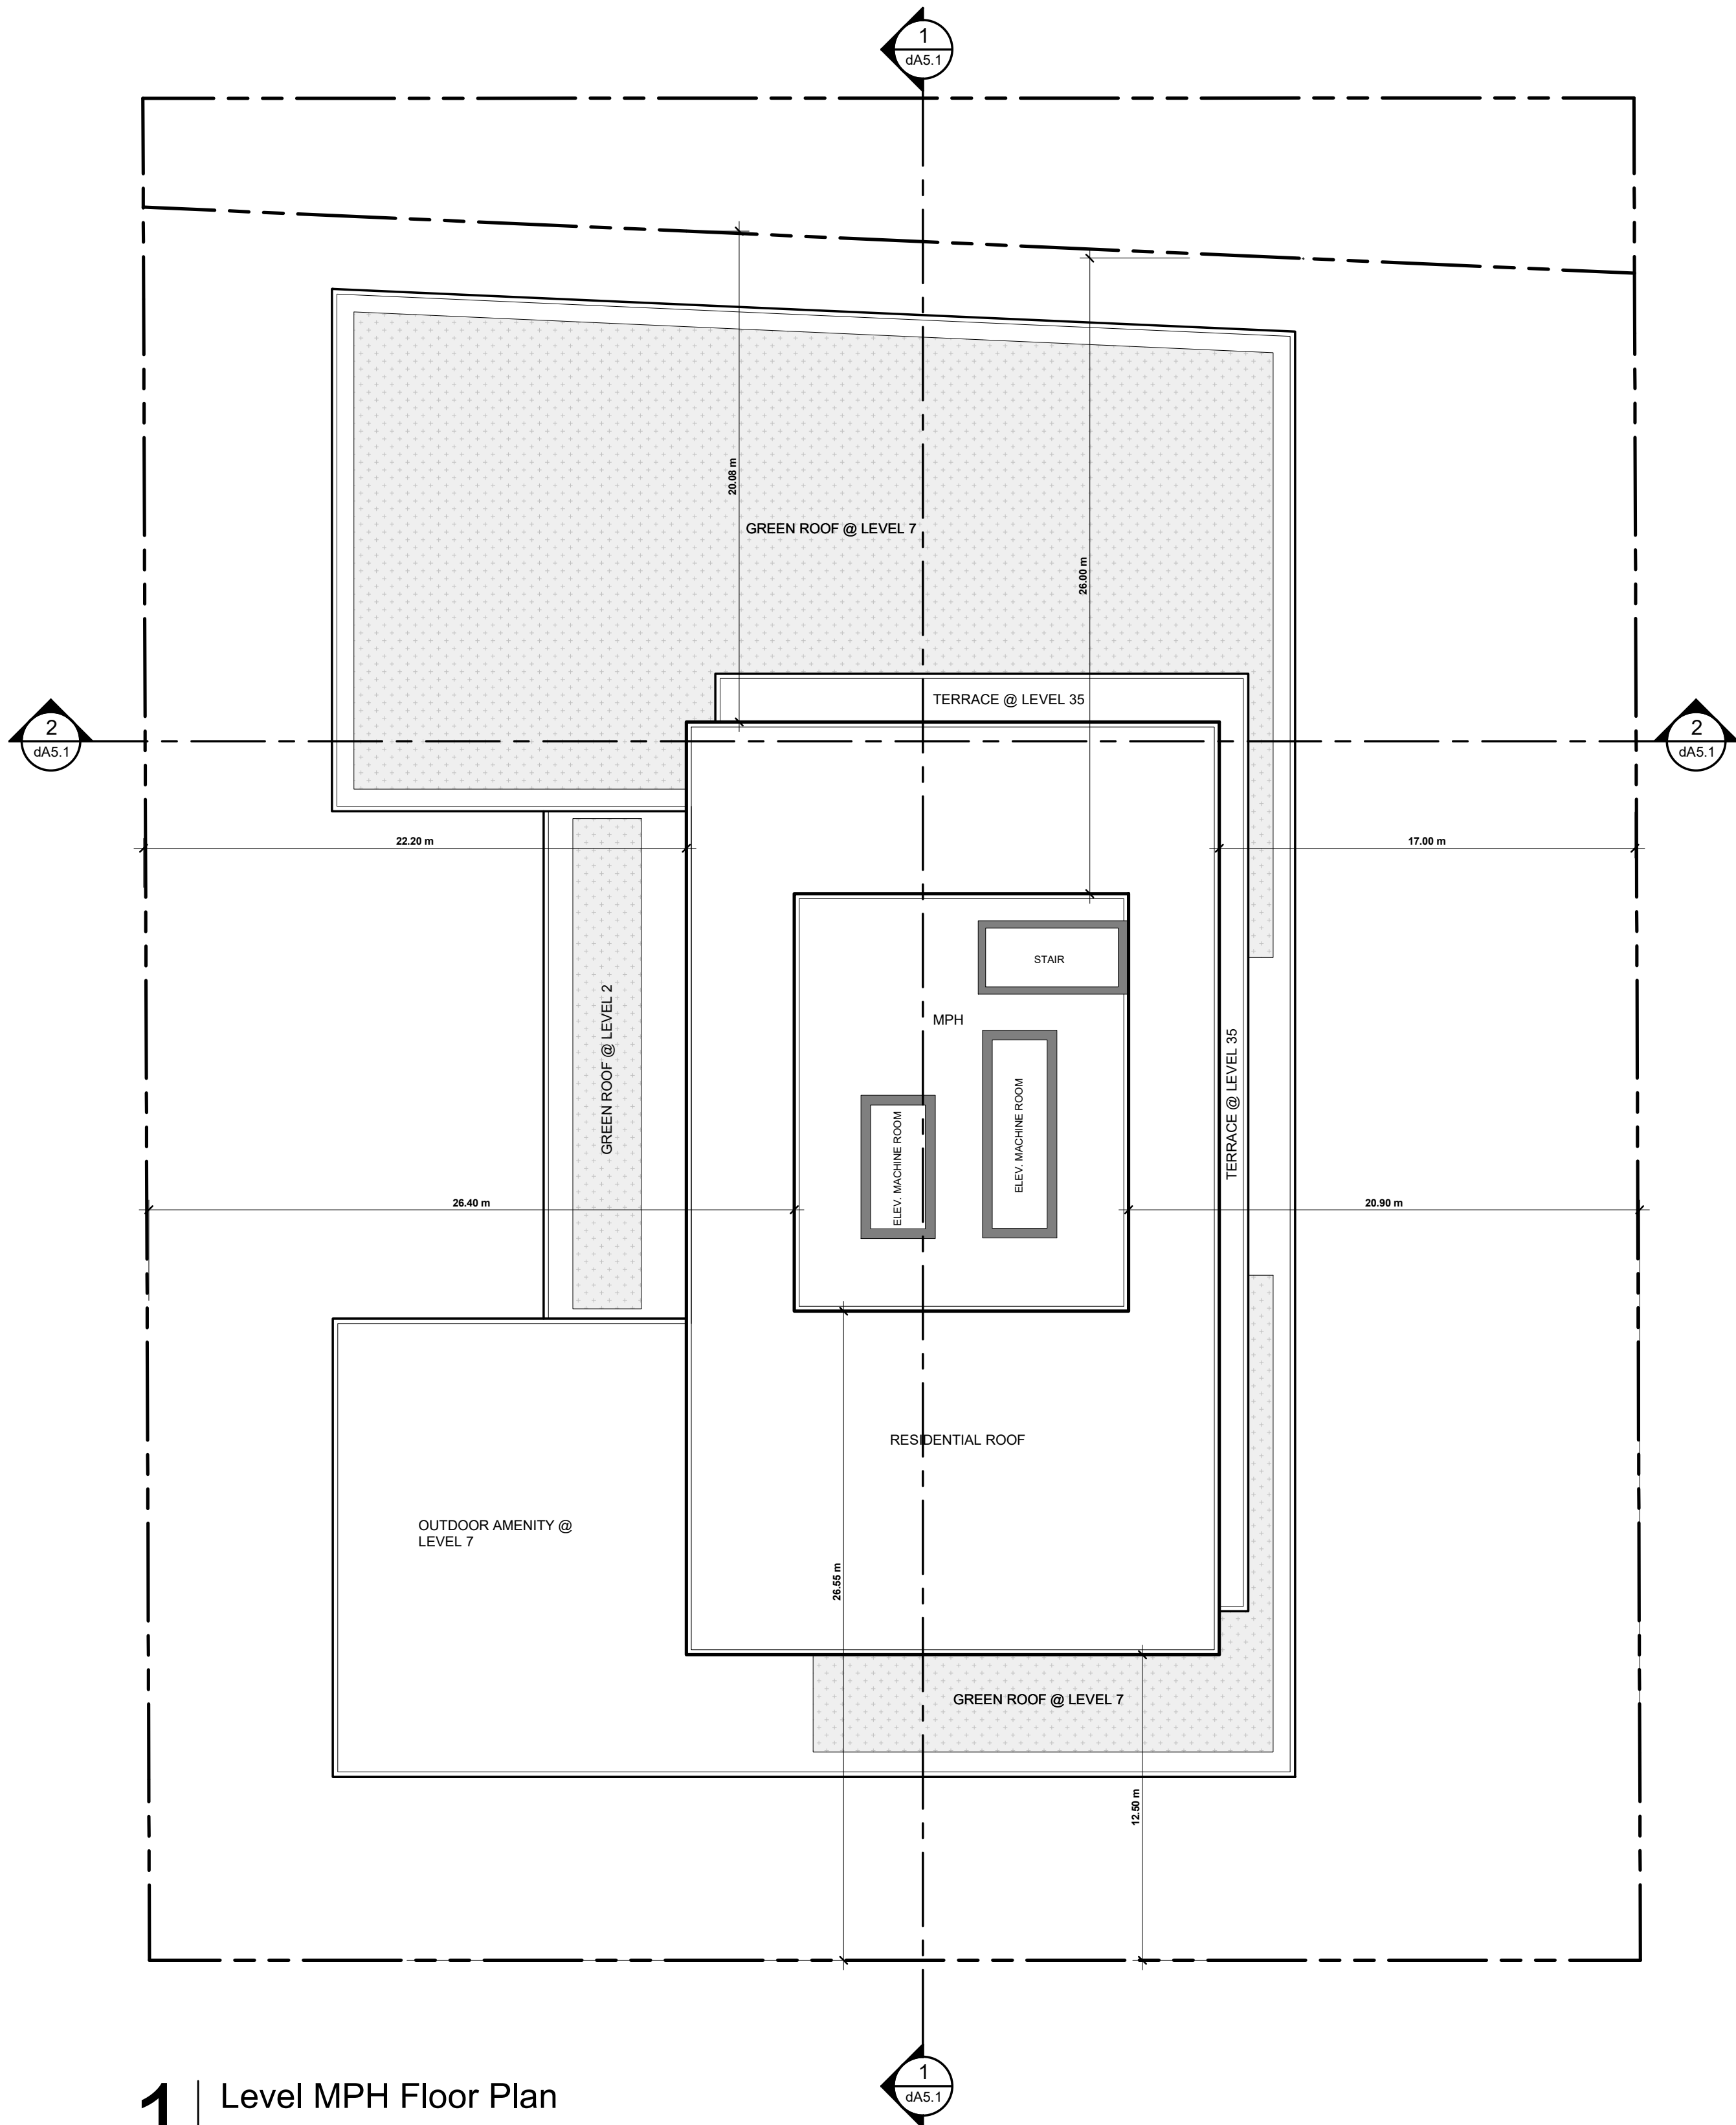 1
dA5.1
20.08 m
GREEN ROOF @ LEVEL 7
26.00 m
TERRACE @ LEVEL 35
2
dA5.1
2
dA5.1
22.20 m
17.00 m
STAIR
MPH
GREEN ROOF @ LEVEL 2
ELEV. MACHINE ROOM
ELEV. MACHINE ROOM
TERRACE @ LEVEL 35
26.40 m
20.90 m
RESIDENTIAL ROOF
OUTDOOR AMENITY @
LEVEL 7
26.55 m
GREEN ROOF @ LEVEL 7
12.50 m
1
dA5.1
1
Level MPH Floor Plan